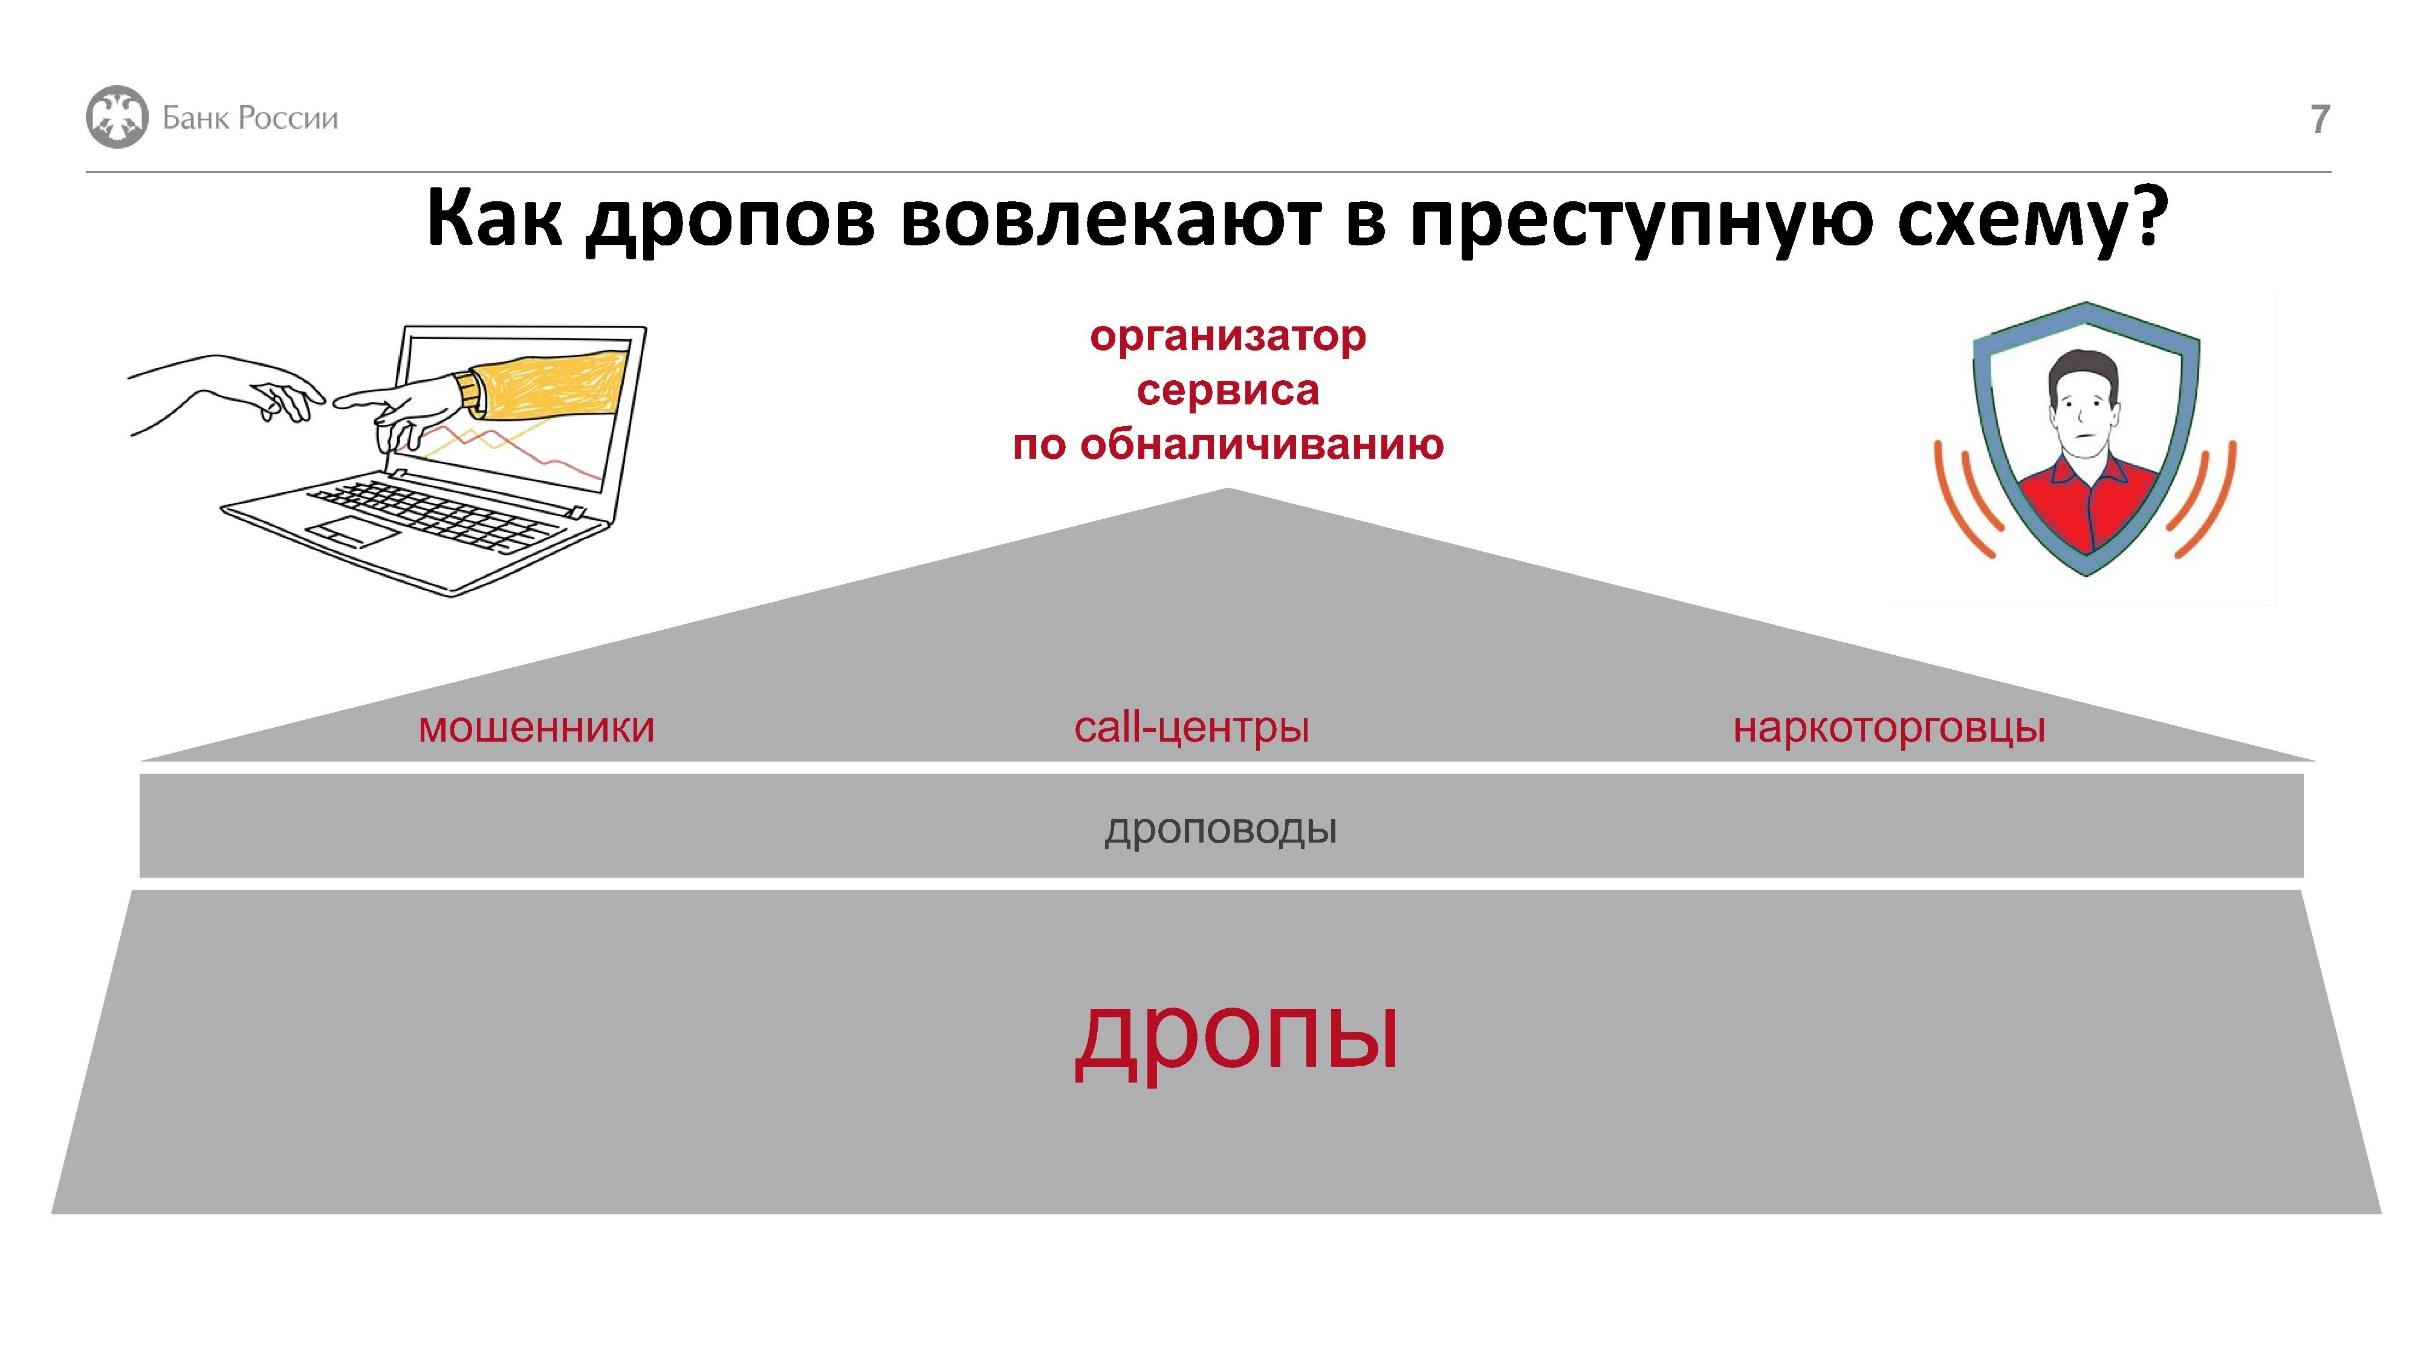 Банк России
7
Как дропов вовлекают в преступную схему?
организатор
сервиса
по обналичиванию
мошенники
call-центры
наркоторговцы
дроповоды
дропы